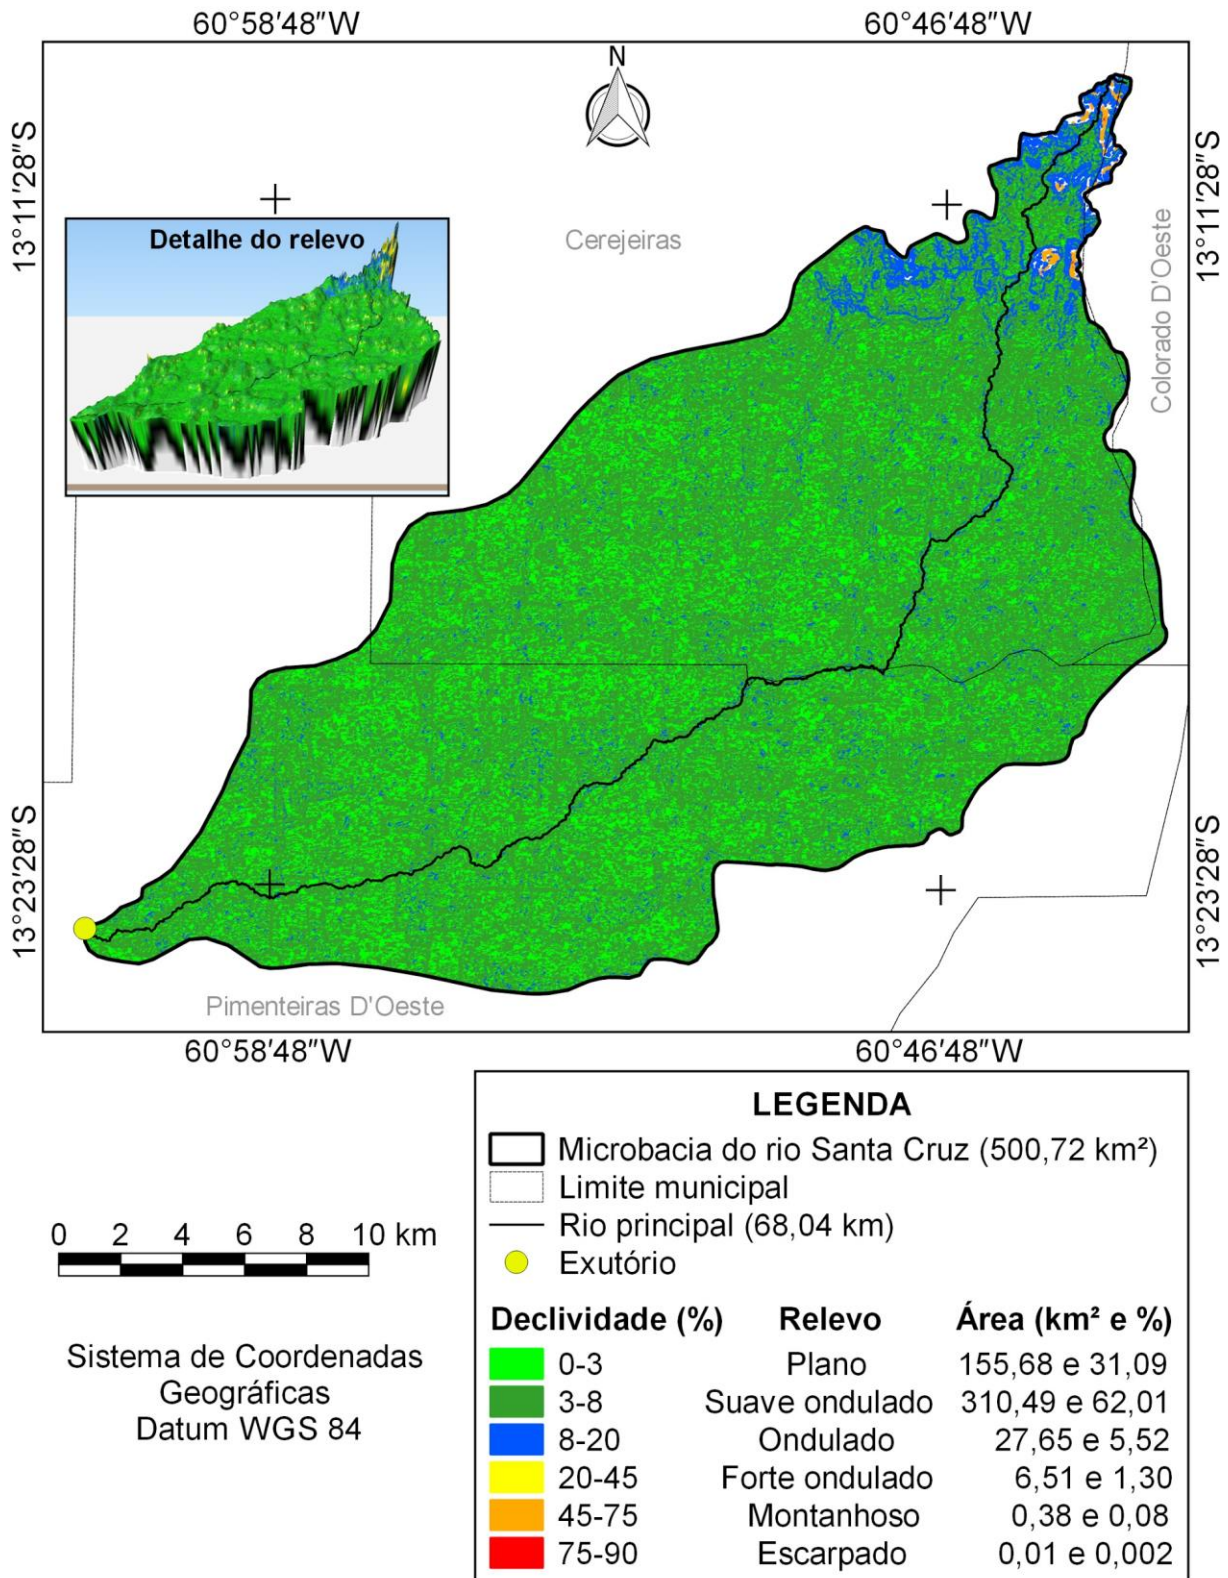 60°58′48″W 60°46′48″W
N
13°11′28″S
13°11′28″S
Detalhe do relevo
Cerejeiras
Colorado D'Oeste
13°23′28″S
13°23′28″S
Pimenteiras D'Oeste
60°58′48″W 60°46′48″W
LEGENDA
Microbacia do rio Santa Cruz (500,72 km²)
Limite municipal
Rio principal (68,04 km)
Exutório
0 2 4 6 8 10 km
Sistema de Coordenadas
Geográficas
Datum WGS 84
Declividade (%) Relevo Área (km² e %)
0-3 Plano 155,68 e 31,09
3-8 Suave ondulado 310,49 e 62,01
8-20 Ondulado 27,65 e 5,52
20-45 Forte ondulado 6,51 e 1,30
45-75 Montanhoso 0,38 e 0,08
75-90 Escarpado 0,01 e 0,002